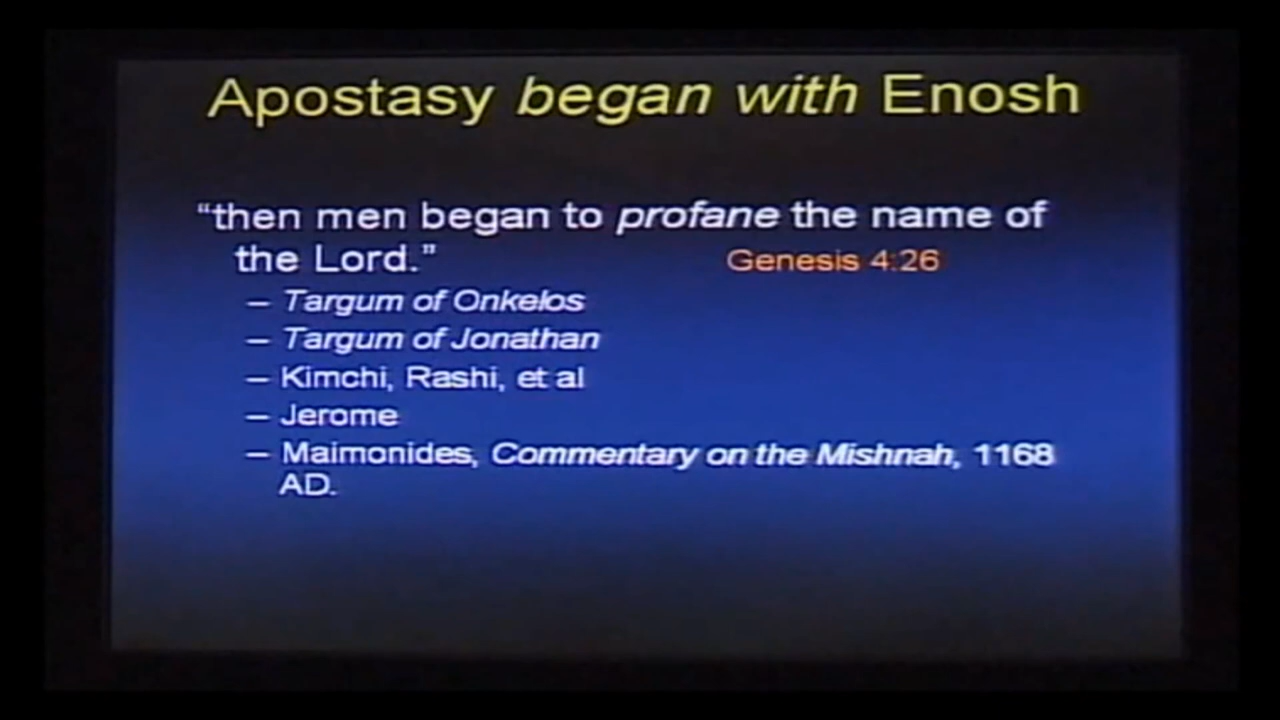 Apostasy began with Enosh
“then men began to profane the name of
the Lord.” Genesis 4:26
– Targum of Onkelos
– Targum of Jonathan
– Kimchi, Rashi, et al
– Jerome
– Maimonides, Commentary on the Mishnah, 1168
AD.